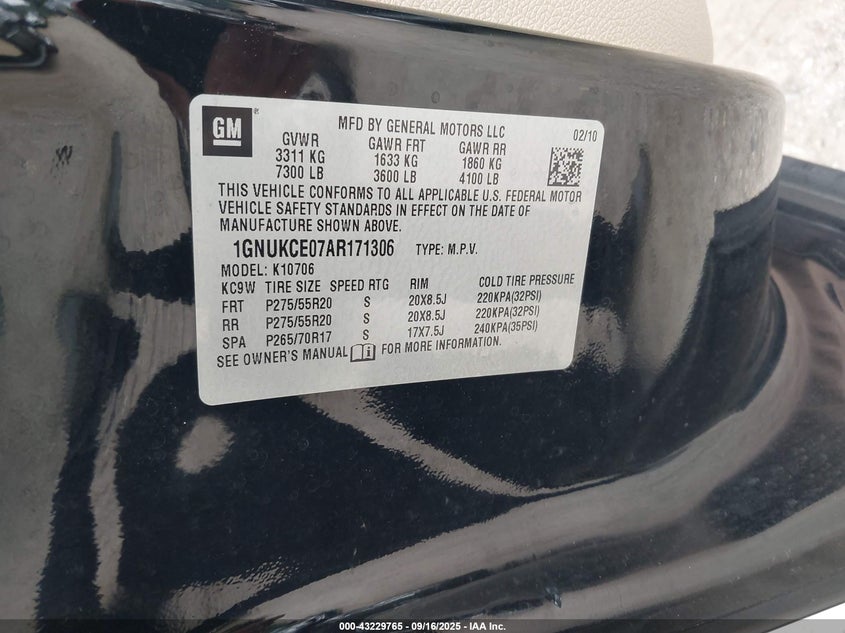 GM ®
MFD BY GENERAL MOTORS LLC 02/10
GVWR GAWR FRT GAWR RR
3311 KG 1633 KG 1860 KG
7300 LB 3600 LB 4100 LB
THIS VEHICLE CONFORMS TO ALL APPLICABLE U.S. FEDERAL MOTOR
VEHICLE SAFETY STANDARDS IN EFFECT ON THE DATE OF
MANUFACTURE SHOWN ABOVE.
1GNUKCE07AR171306 TYPE: M.P.V.
MODEL: K10706
KC9W TIRE SIZE SPEED RTG RIM COLD TIRE PRESSURE
FRT P275/55R20 S 20X8.5J 220KPA(32PSI)
RR P275/55R20 S 20X8.5J 220KPA(32PSI)
SPA P265/70R17 S 17X7.5J 240KPA(35PSI)
SEE OWNER'S MANUAL FOR MORE INFORMATION.
000-43229765 - 09/16/2025 - IAA Inc.